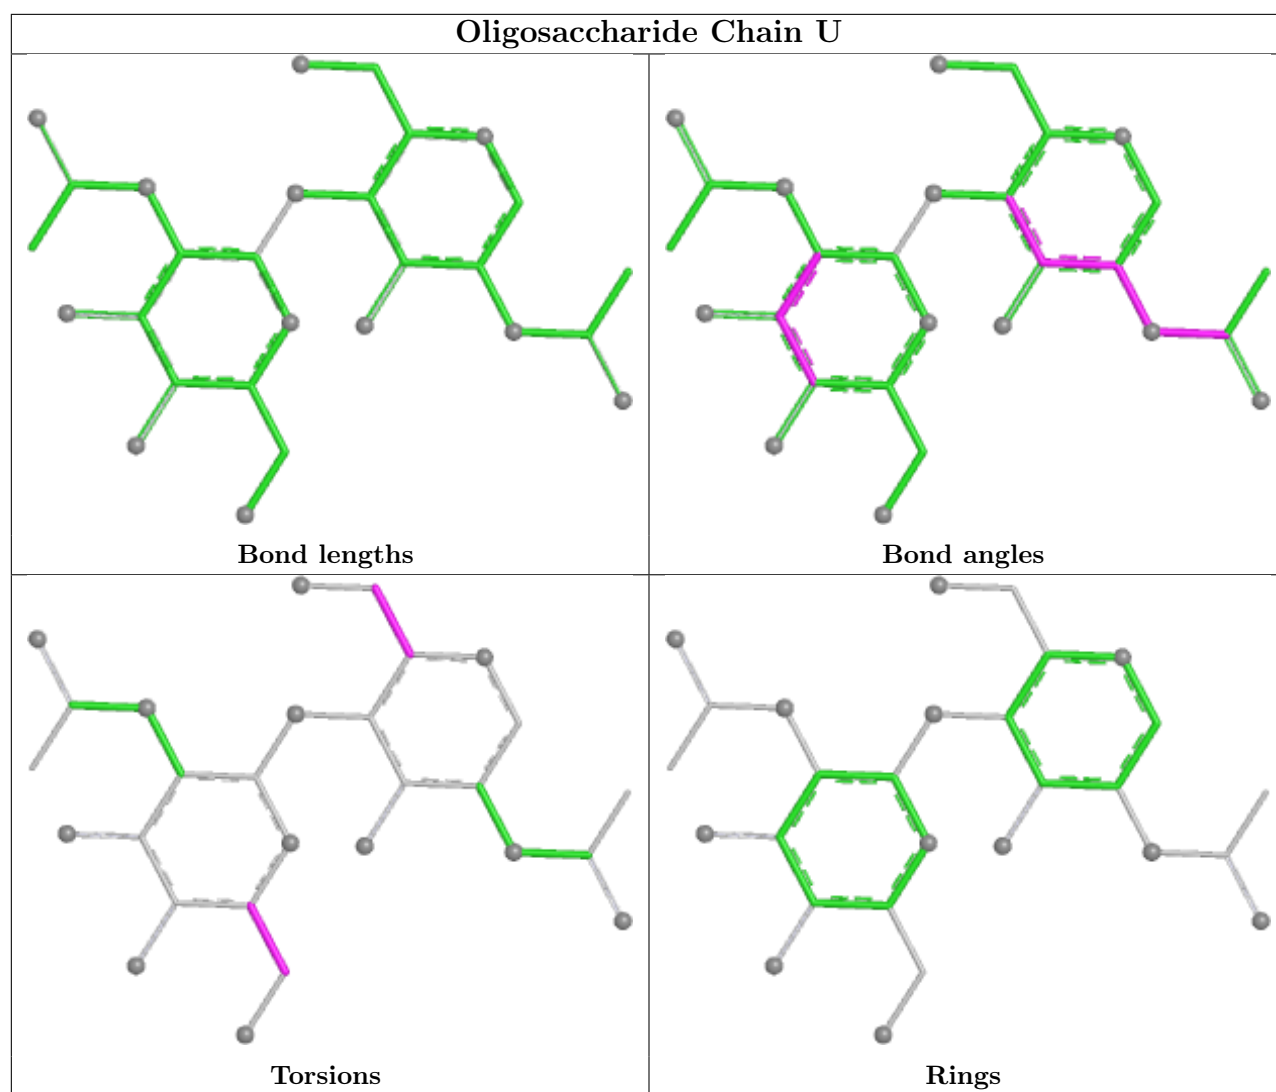 Oligosaccharide Chain U
Bond lengths
Bond angles
Torsions
Rings